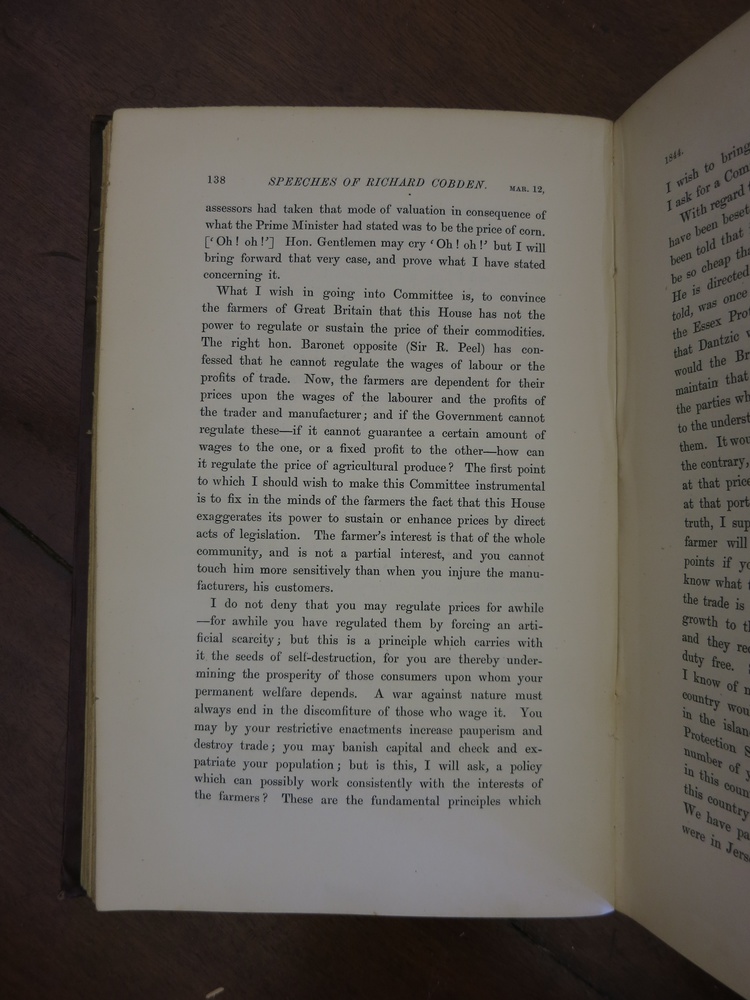 138 SPEECHES OF RICHARD COBDEN. MAR. 12,
assessors had taken that mode of valuation in consequence of
what the Prime Minister had stated was to be the price of corn.
['Oh! oh!'] Hon. Gentlemen may cry 'Oh! oh!' but I will
bring forward that very case, and prove what I have stated
concerning it.
What I wish in going into Committee is, to convince
the farmers of Great Britain that this House has not the
power to regulate or sustain the price of their commodities.
The right hon. Baronet opposite (Sir R. Peel) has con-
fessed that he cannot regulate the wages of labour or the
profits of trade. Now, the farmers are dependent for their
prices upon the wages of the labourer and the profits of
the trader and manufacturer; and if the Government cannot
regulate these—if it cannot guarantee a certain amount of
wages to the one, or a fixed profit to the other—how can
it regulate the price of agricultural produce? The first point
to which I should wish to make this Committee instrumental
is to fix in the minds of the farmers the fact that this House
exaggerates its power to sustain or enhance prices by direct
acts of legislation. The farmer's interest is that of the whole
community, and is not a partial interest, and you cannot
touch him more sensitively than when you injure the manu-
facturers, his customers.
I do not deny that you may regulate prices for awhile
—for awhile you have regulated them by forcing an arti-
ficial scarcity; but this is a principle which carries with
it the seeds of self-destruction, for you are thereby under-
mining the prosperity of those consumers upon whom your
permanent welfare depends. A war against nature must
always end in the discomfiture of those who wage it. You
may by your restrictive enactments increase pauperism and
destroy trade; you may banish capital and check and ex-
patriate your population; but is this, I will ask, a policy
which can possibly work consistently with the interests of
the farmers? These are the fundamental principles which
1844.
I wish to bring
I ask for a Com
With regard
have been beset
been told that
be so cheap tha
He is directed
told, was once
the Essex Pro
that Dantzic
would the Br
maintain that
the parties wh
to the underst
them. It wou
the contrary,
at that price
at that port
truth, I sup
farmer will
points if yo
know what
the trade is
growth to t
and they re
duty free.
I know of n
country wou
in the islan
Protection S
number of y
in this coun
this country
We have pa
were in Jers